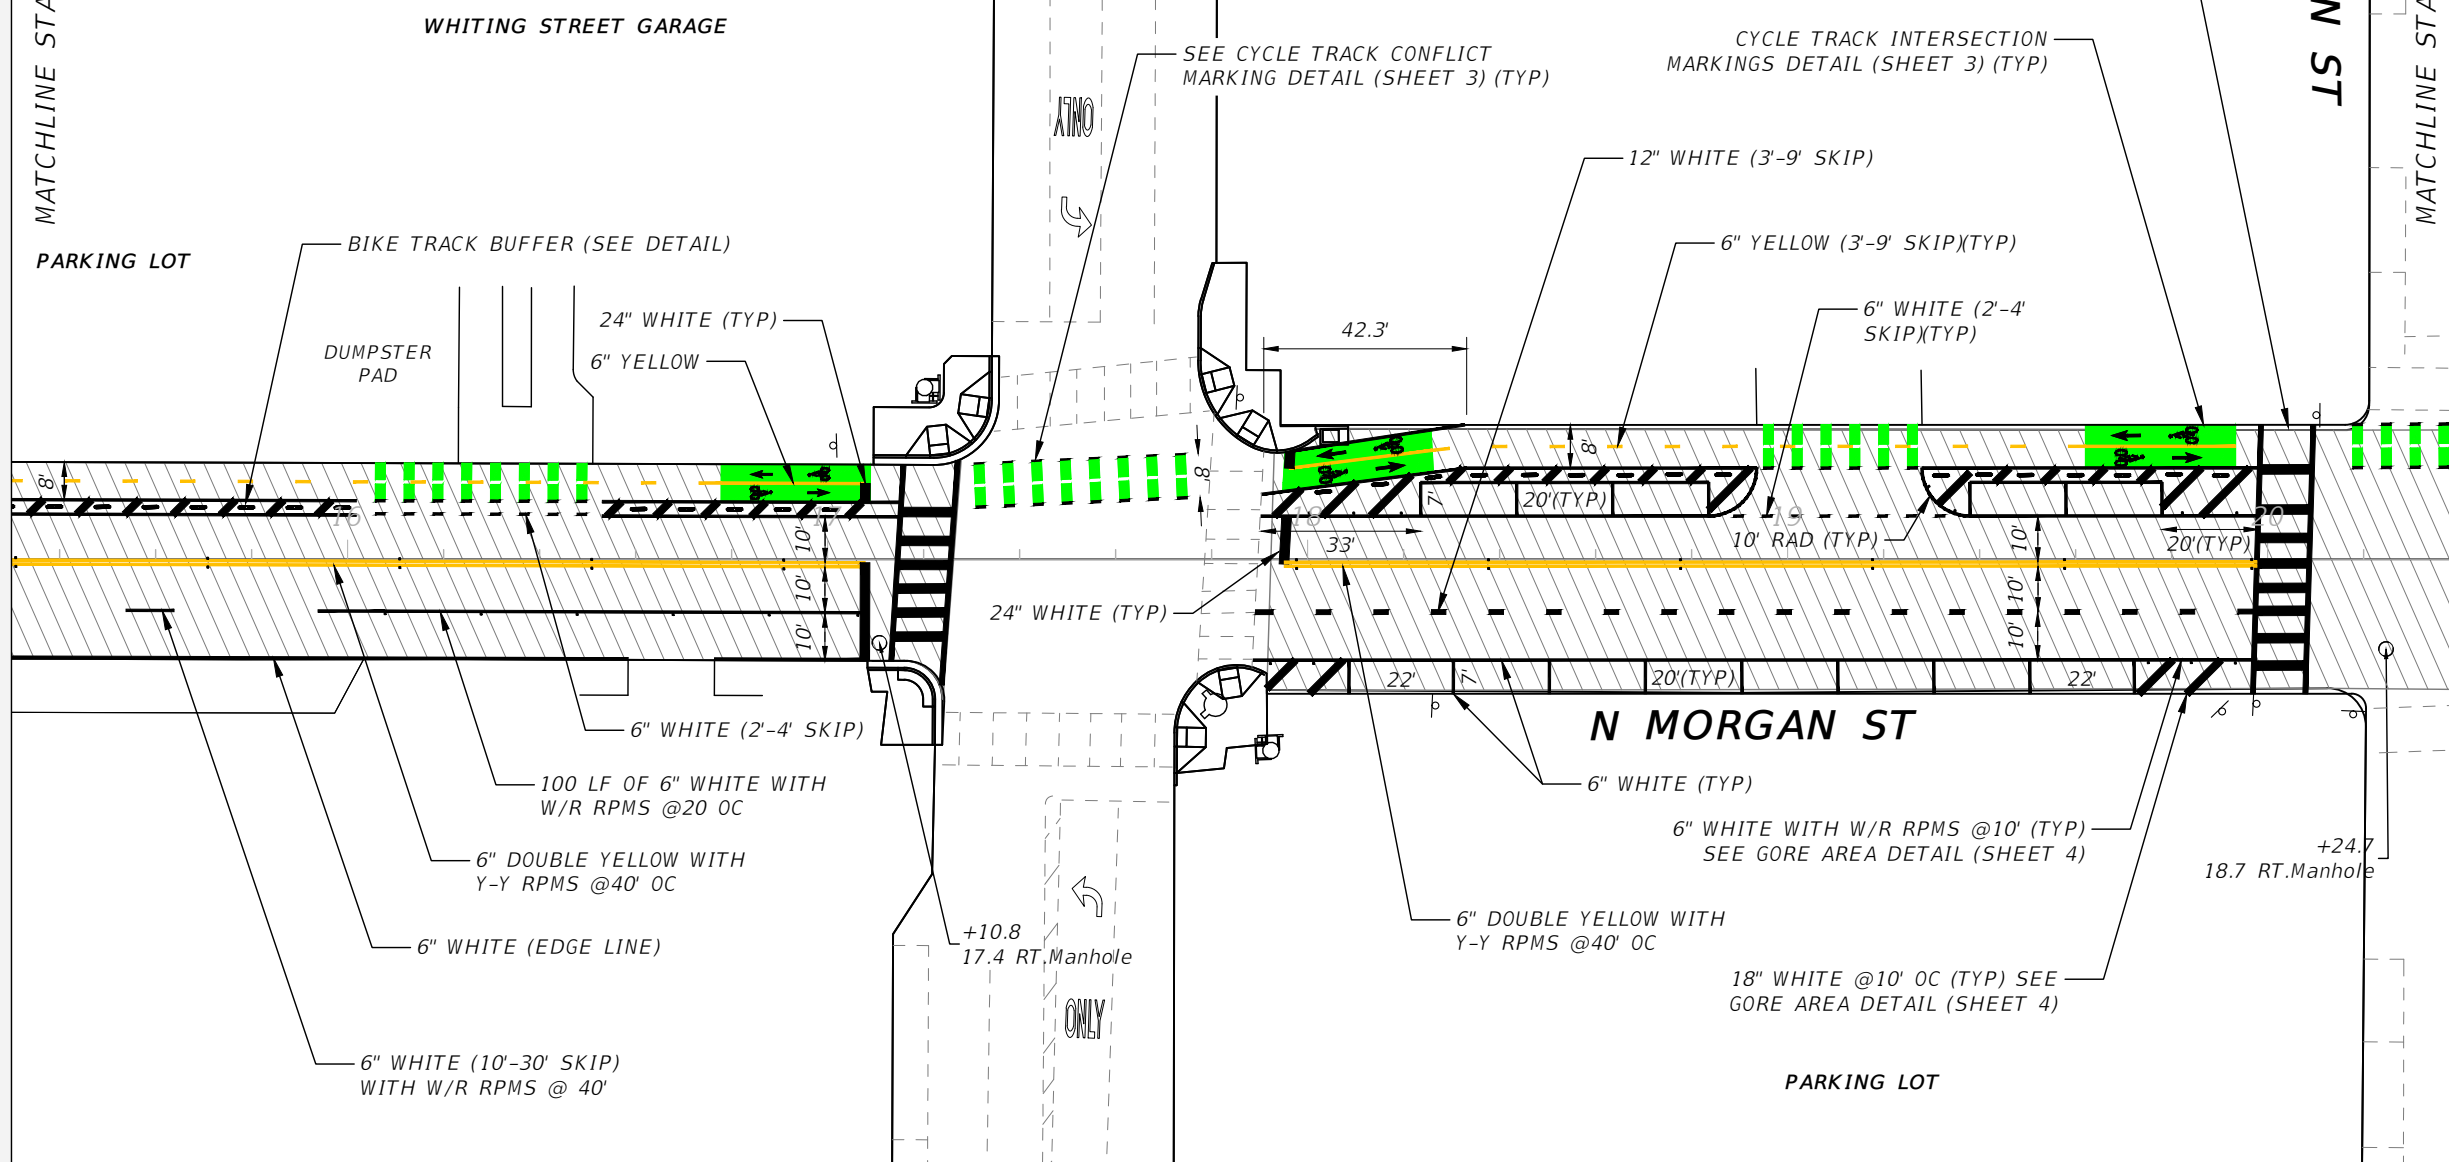 MATCHLINE STA
WHITING STREET GARAGE
SEE CYCLE TRACK CONFLICT
MARKING DETAIL (SHEET 3) (TYP)
CYCLE TRACK INTERSECTION
MARKINGS DETAIL (SHEET 3) (TYP)
N ST
MATCHLINE STA
ONLY
12" WHITE (3'-9' SKIP)
BIKE TRACK BUFFER (SEE DETAIL)
6" YELLOW (3'-9' SKIP)(TYP)
PARKING LOT
24" WHITE (TYP)
6" WHITE (2'-4'
SKIP)(TYP)
DUMPSTER
PAD
6" YELLOW
42.3'
8'
8'
8'
7'
20'(TYP)
16
17
18
19
20
10'
10'
10'
33'
10' RAD (TYP)
10'
10'
10'
20'(TYP)
24" WHITE (TYP)
22'
7'
20'(TYP)
22'
N MORGAN ST
6" WHITE (2'-4' SKIP)
100 LF OF 6" WHITE WITH
W/R RPMS @20 OC
6" WHITE (TYP)
6" DOUBLE YELLOW WITH
Y-Y RPMS @40' OC
6" WHITE WITH W/R RPMS @10' (TYP)
SEE GORE AREA DETAIL (SHEET 4)
+24.7
18.7 RT.Manhole
6" WHITE (EDGE LINE)
+10.8
17.4 RT.Manhole
6" DOUBLE YELLOW WITH
Y-Y RPMS @40' OC
18" WHITE @10' OC (TYP) SEE
GORE AREA DETAIL (SHEET 4)
ONLY
6" WHITE (10'-30' SKIP)
WITH W/R RPMS @ 40'
PARKING LOT